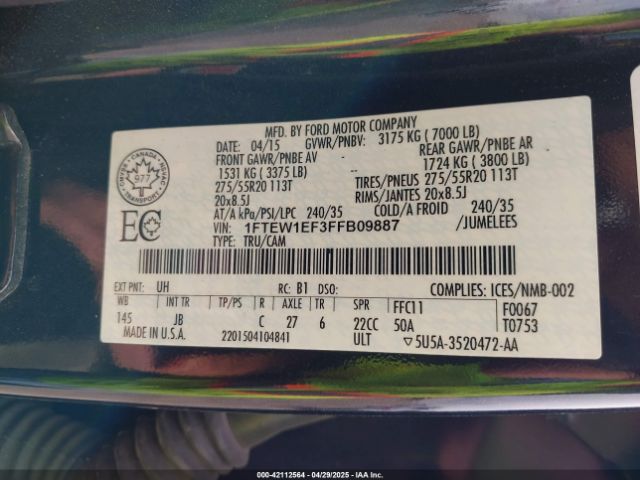 MFD. BY FORD MOTOR COMPANY
DATE: 04/15 GVWR/PNBV: 3175 KG ( 7000 LB)
FRONT GAWR/PNBE AV REAR GAWR/PNBE AR
1531 KG ( 3375 LB) 1724 KG ( 3800 LB)
275/55R20 113T TIRES/PNEUS 275/55R20 113T
20x8.5J RIMS/JANTES 20x8.5J
AT/A kPa/PSI/LPC 240/35 COLD/A FROID 240/35
VIN: 1FTEW1EF3FFB09887 /JUMELEES
TYPE: TRU/CAM
CANADA
CMVSS NSVAC
977
EC
EXT PNT: UH RC: B1 DSO: COMPLIES: ICES/NMB-002
WB INT TR TP/PS R AXLE TR SPR FFC11 F0067
145 JB C 27 6 22CC 50A T0753
MADE IN U.S.A. 2201504104841 ULT 5U5A-3520472-AA
000-42112564 04/29/2025 IAA Inc.